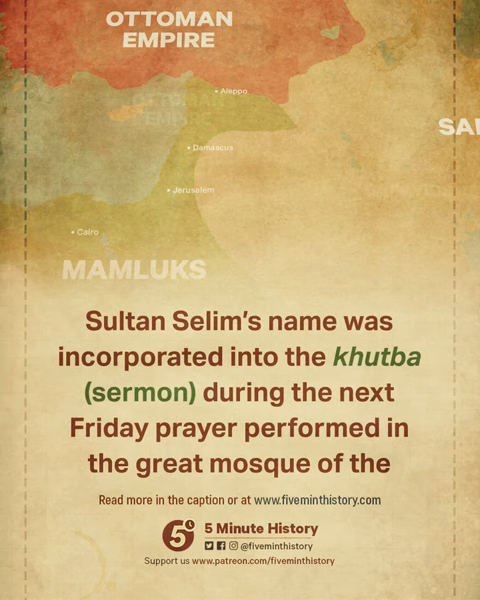 OTTOMAN
EMPIRE
Aleppo
OTTOMAN
EMPIRE
SA
Damascus
Jerusalem
Cairo
MAMLUKS
Sultan Selim's name was
incorporated into the khutba
(sermon) during the next
Friday prayer performed in
the great mosque of the
Read more in the caption or at www.fiveminthistory.com
5 Minute History
@fiveminthistory
Support us www.patreon.com/fiveminthistory